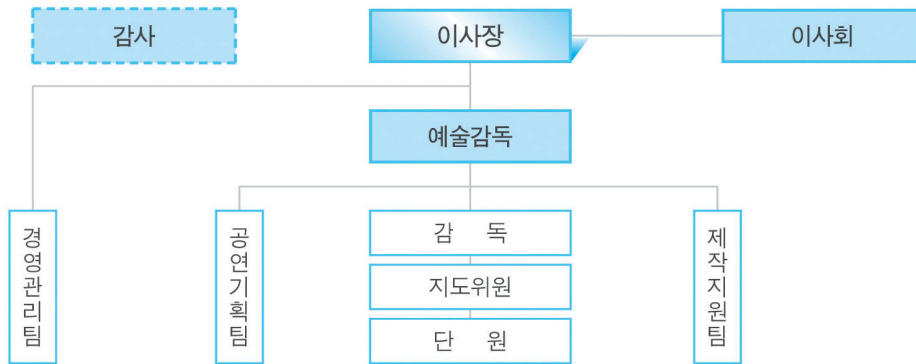 감사
이사장
이사회
예술감독
경영관리팀
공연기획팀
감 독
지도위원
단 원
제작지원팀